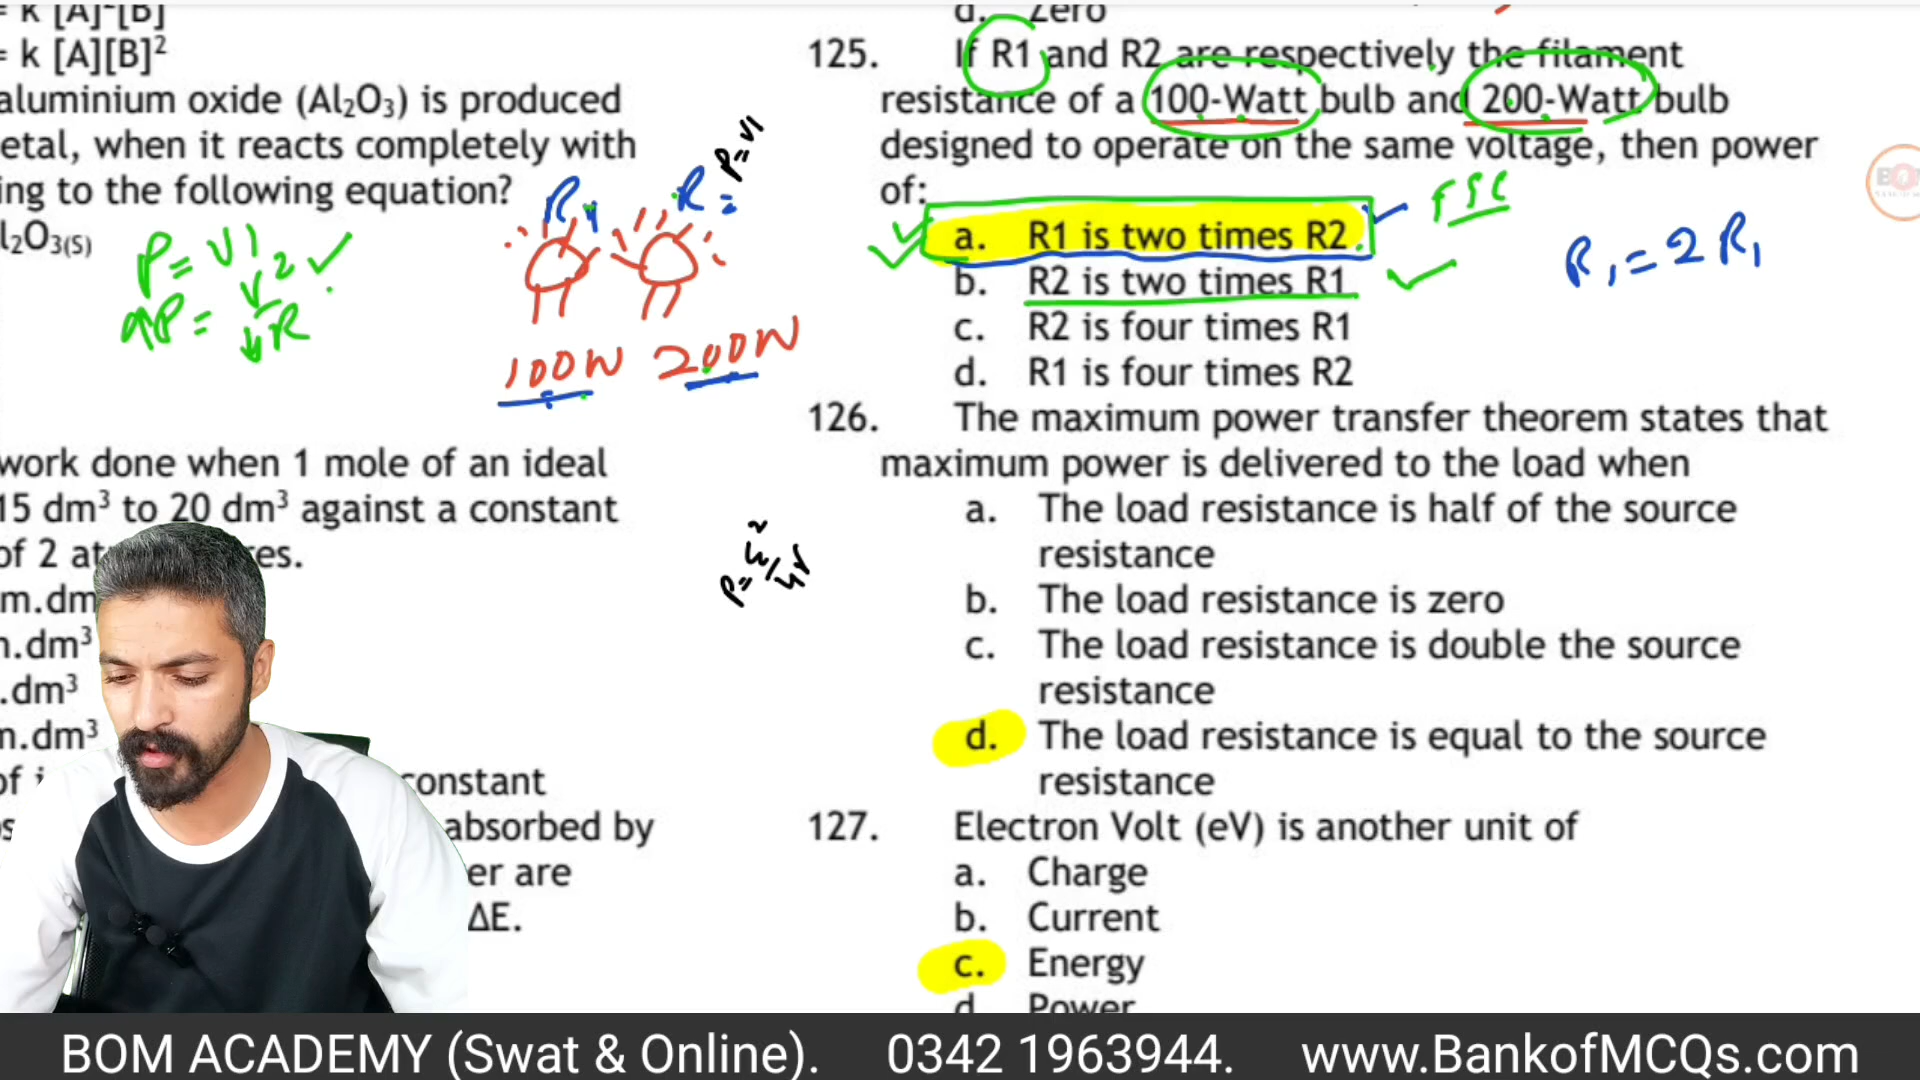 = k [A]²[B]
= k [A][B]²
aluminium oxide (Al₂O₃) is produced
etal, when it reacts completely with
ing to the following equation?
l₂O₃(S)
P = VI
P = V²
R
R1
R =
P = VI
100W 200W
work done when 1 mole of an ideal
15 dm³ to 20 dm³ against a constant
of 2 at es.
m.dm
.dm³
.dm³
m.dm³
of i constant
absorbed by
er are
ΔE.
d. Zero
125. If R1 and R2 are respectively the filament
resistance of a 100-Watt bulb and 200-Watt bulb
designed to operate on the same voltage, then power
of:
a. R1 is two times R2.
b. R2 is two times R1
c. R2 is four times R1
d. R1 is four times R2
FSC
R₁ = 2R₁
126. The maximum power transfer theorem states that
maximum power is delivered to the load when
a. The load resistance is half of the source
resistance
b. The load resistance is zero
c. The load resistance is double the source
resistance
d. The load resistance is equal to the source
resistance
127. Electron Volt (eV) is another unit of
a. Charge
b. Current
c. Energy
d. Power
BOM ACADEMY (Swat & Online). 0342 1963944. www.BankofMCQs.com